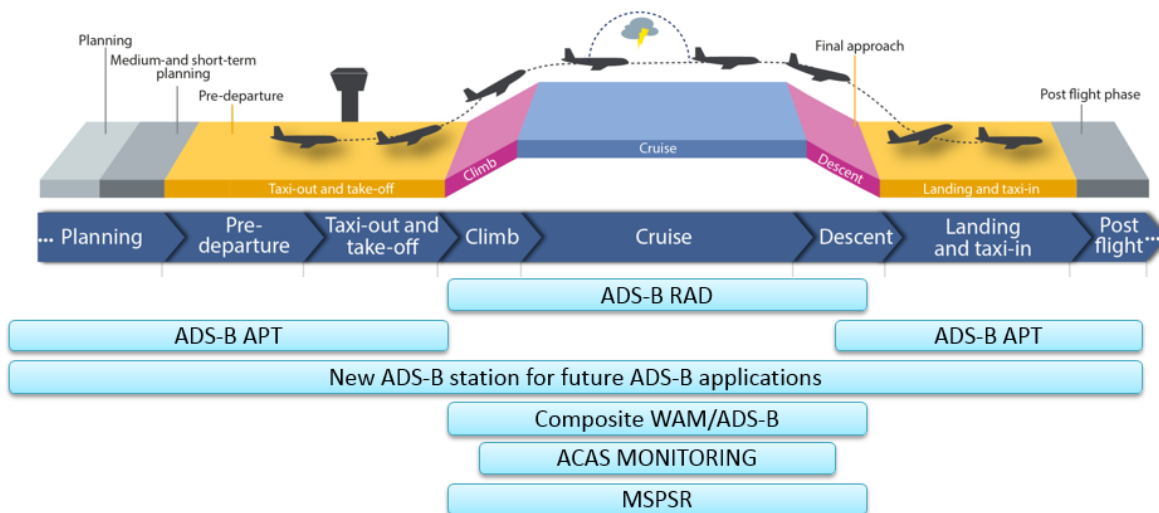 Planning
Medium-and short-term
planning
Pre-departure
Final approach
Post flight phase
Taxi-out and take-off
Climb
Cruise
Descent
Landing and taxi-in
... Planning
Pre-
departure
Taxi-out and
take-off
Climb
Cruise
Descent
Landing
and taxi-in
Post ...
flight
ADS-B RAD
ADS-B APT
ADS-B APT
New ADS-B station for future ADS-B applications
Composite WAM/ADS-B
ACAS MONITORING
MSPSR